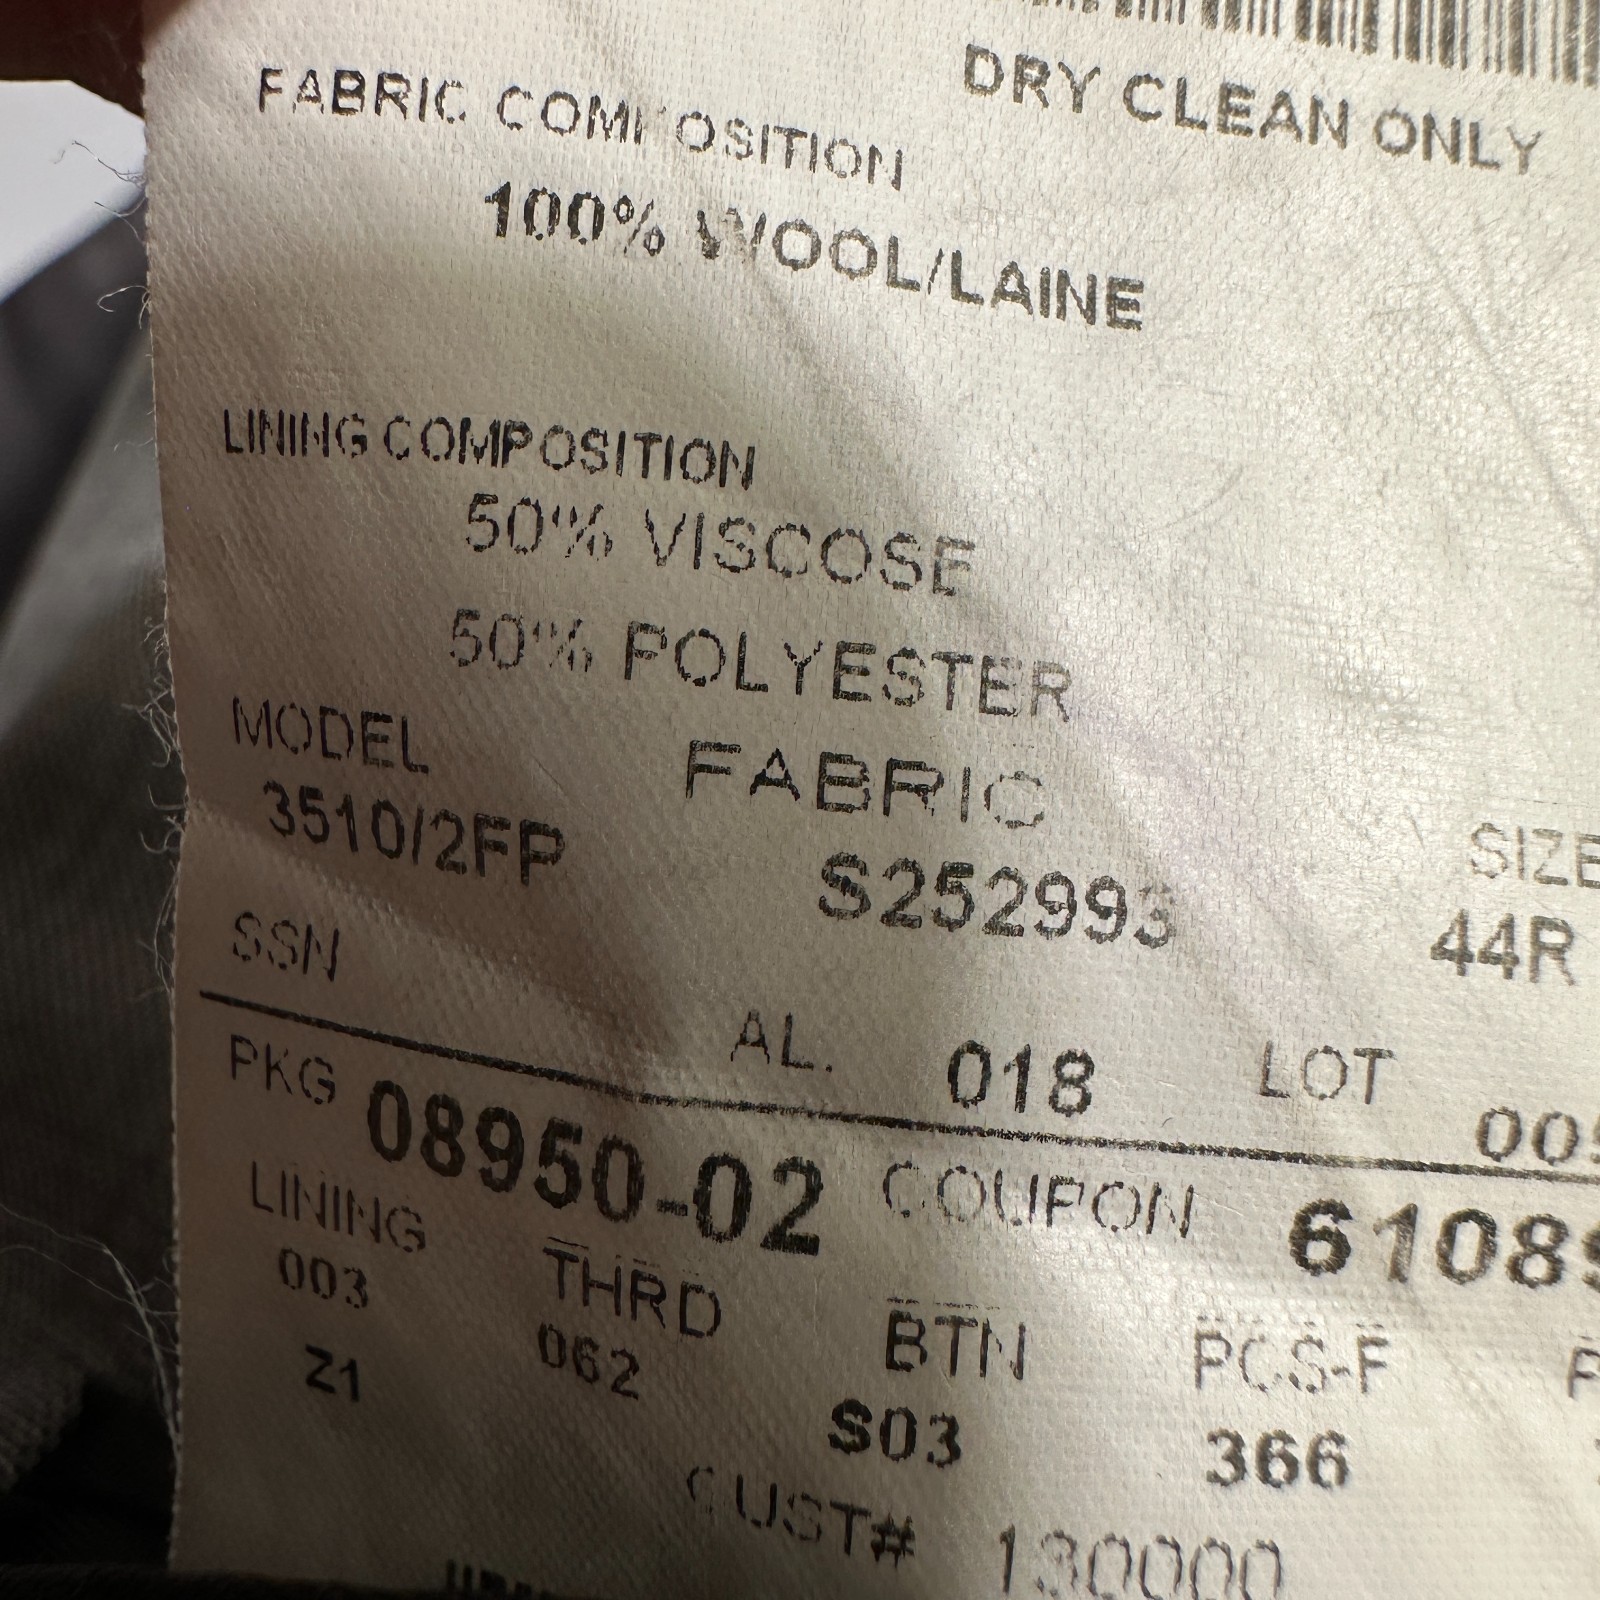 DRY CLEAN ONLY
FABRIC COMPOSITION
100% WOOL/LAINE
LINING COMPOSITION
50% VISCOSE
50% POLYESTER
MODEL FABRIC SIZE
3510/2FP S252993 44R
SSN AL. 018 LOT
PKG 08950-02 COUPON
LINING THRD BTN PCS-F
003 062 S03 366
Z1
CUST# 130000